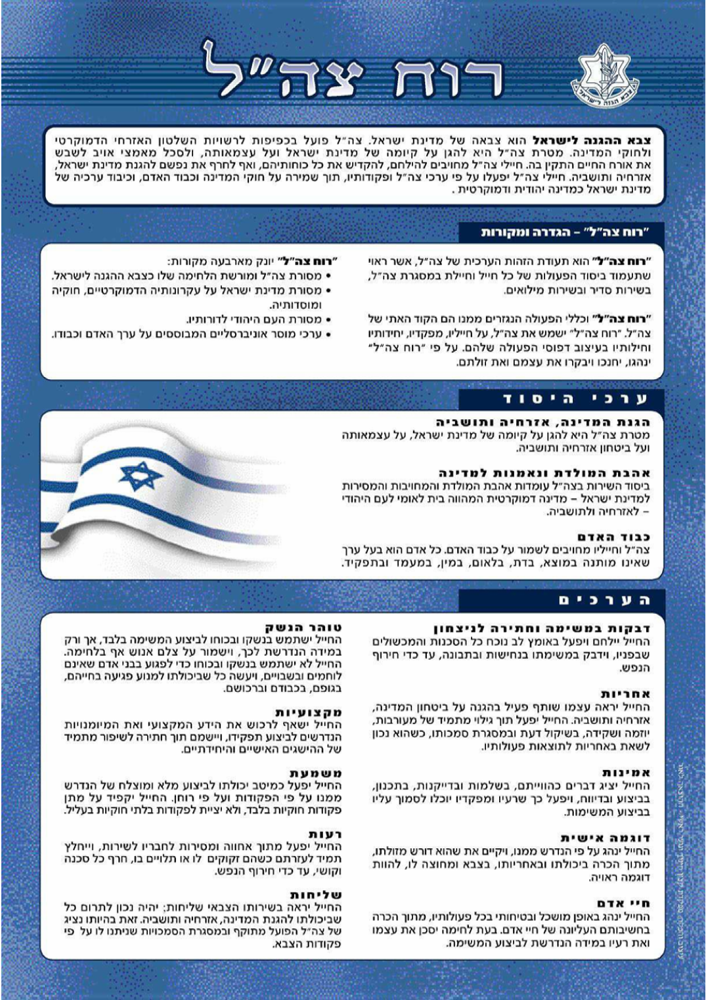 רוח צה"ל
צבא הגנה לישראל
צבא ההגנה לישראל הוא צבאה של מדינת ישראל. צה"ל פועל בכפיפות לרשויות השלטון האזרחי הדמוקרטי
ולחוקי המדינה. מטרת צה"ל היא להגן על קיומה של מדינת ישראל ועל עצמאותה, ולסכל מאמצי אויב לשבש
את אורח החיים התקין בה. חיילי צה"ל מחויבים להילחם, להקדיש את כל כוחותיהם, ואף לחרף את נפשם להגנת מדינת ישראל,
אזרחיה ותושביה. חיילי צה"ל יפעלו על פי ערכי צה"ל ופקודותיו, תוך שמירה על חוקי המדינה וכבוד האדם, וכיבוד ערכיה של
מדינת ישראל כמדינה יהודית ודמוקרטית .
"רוח צה"ל" – הגדרה ומקורות
"רוח צה"ל" הוא תעודת הזהות הערכית של צה"ל, אשר ראוי
שתעמוד ביסוד הפעולות של כל חייל וחיילת במסגרת צה"ל,
בשירות סדיר ובשירות מילואים.
"רוח צה"ל" וכללי הפעולה הנגזרים ממנו הם הקוד האתי של
צה"ל. "רוח צה"ל" ישמש את צה"ל, על חייליו, מפקדיו, יחידותיו
וחילותיו בעיצוב דפוסי הפעולה שלהם. על פי "רוח צה"ל"
ינהגו, יחנכו ויבקרו את עצמם ואת זולתם.
"רוח צה"ל" יונק מארבעה מקורות:
• מסורת צה"ל ומורשת הלחימה שלו כצבא ההגנה לישראל.
• מסורת מדינת ישראל על עקרונותיה הדמוקרטיים, חוקיה
ומוסדותיה.
• מסורת העם היהודי לדורותיו.
• ערכי מוסר אוניברסליים המבוססים על ערך האדם וכבודו.
ערכי היסוד
הגנת המדינה, אזרחיה ותושביה
מטרת צה"ל היא להגן על קיומה של מדינת ישראל, על עצמאותה
ועל ביטחון אזרחיה ותושביה.
אהבת המולדת ונאמנות למדינה
ביסוד השירות בצה"ל עומדות אהבת המולדת והמחויבות והמסירות
למדינת ישראל – מדינה דמוקרטית המהווה בית לאומי לעם היהודי
– לאזרחיה ולתושביה.
כבוד האדם
צה"ל וחייליו מחויבים לשמור על כבוד האדם. כל אדם הוא בעל ערך
שאינו מותנה במוצא, בדת, בלאום, במין, במעמד ובתפקיד.
הערכים
דבקות במשימה וחתירה לניצחון
החייל יילחם ויפעל באומץ לב נוכח כל הסכנות והמכשולים
שבפניו, וידבק במשימתו בנחישות ובתבונה, עד כדי חירוף
הנפש.
אחריות
החייל יראה עצמו שותף פעיל בהגנה על ביטחון המדינה,
אזרחיה ותושביה. החייל יפעל תוך גילוי מתמיד של מעורבות,
יוזמה ושקידה, בשיקול דעת ובמסגרת סמכותו, כשהוא נכון
לשאת באחריות לתוצאות פעולותיו.
אמינות
החייל יציג דברים כהווייתם, בשלמות ובדייקנות, בתכנון,
בביצוע ובדיווח, ויפעל כך שרעיו ומפקדיו יוכלו לסמוך עליו
בביצוע המשימות.
דוגמה אישית
החייל ינהג על פי הנדרש ממנו, ויקיים את שהוא דורש מזולתו,
מתוך הכרה ביכולתו ובאחריותו, בצבא ומחוצה לו, להוות
דוגמה ראויה.
חיי אדם
החייל ינהג באופן מושכל ובטיחותי בכל פעולותיו, מתוך הכרה
בחשיבותם העליונה של חיי אדם. בעת לחימה יסכן את עצמו
ואת רעיו במידה הנדרשת לביצוע המשימה.
טוהר הנשק
החייל ישתמש בנשקו ובכוחו לביצוע המשימה בלבד, אך ורק
במידה הנדרשת לכך, וישמור על צלם אנוש אף בלחימה.
החייל לא ישתמש בנשקו ובכוחו כדי לפגוע בבני אדם שאינם
לוחמים ובשבויים, ויעשה כל שביכולתו למנוע פגיעה בחייהם,
בגופם, בכבודם וברכושם.
מקצועיות
החייל ישאף לרכוש את הידע המקצועי ואת המיומנויות
הנדרשים לביצוע תפקידו, ויישמם תוך חתירה לשיפור מתמיד
של ההישגים האישיים והיחידתיים.
משמעת
החייל יפעל כמיטב יכולתו לביצוע מלא ומוצלח של הנדרש
ממנו על פי הפקודות ועל פי רוחן. החייל יקפיד על מתן
פקודות חוקיות בלבד, ולא יציית לפקודות בלתי חוקיות בעליל.
רעות
החייל יפעל מתוך אחווה ומסירות לחבריו לשירות, וייחלץ
תמיד לעזרתם כשהם זקוקים לו או תלויים בו, חרף כל סכנה
וקושי, עד כדי חירוף הנפש.
שליחות
החייל יראה בשירותו הצבאי שליחות; יהיה נכון לתרום כל
שביכולתו להגנת המדינה, אזרחיה ותושביה. זאת בהיותו נציג
של צה"ל הפועל מתוקף ובמסגרת הסמכויות שניתנו לו על פי
פקודות הצבא.